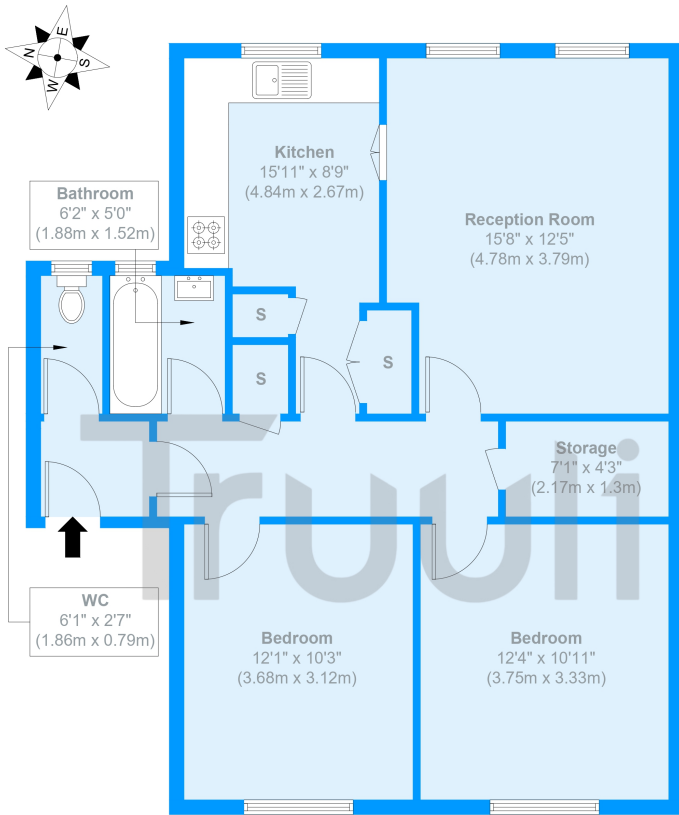 E
N
S
W
Kitchen
15'11" x 8'9"
(4.84m x 2.67m)
Bathroom
6'2" x 5'0"
(1.88m x 1.52m)
Reception Room
15'8" x 12'5"
(4.78m x 3.79m)
S
S
S
Storage
7'1" x 4'3"
(2.17m x 1.3m)
Truuli
WC
6'1" x 2'7"
(1.86m x 0.79m)
Bedroom
12'1" x 10'3"
(3.68m x 3.12m)
Bedroom
12'4" x 10'11"
(3.75m x 3.33m)